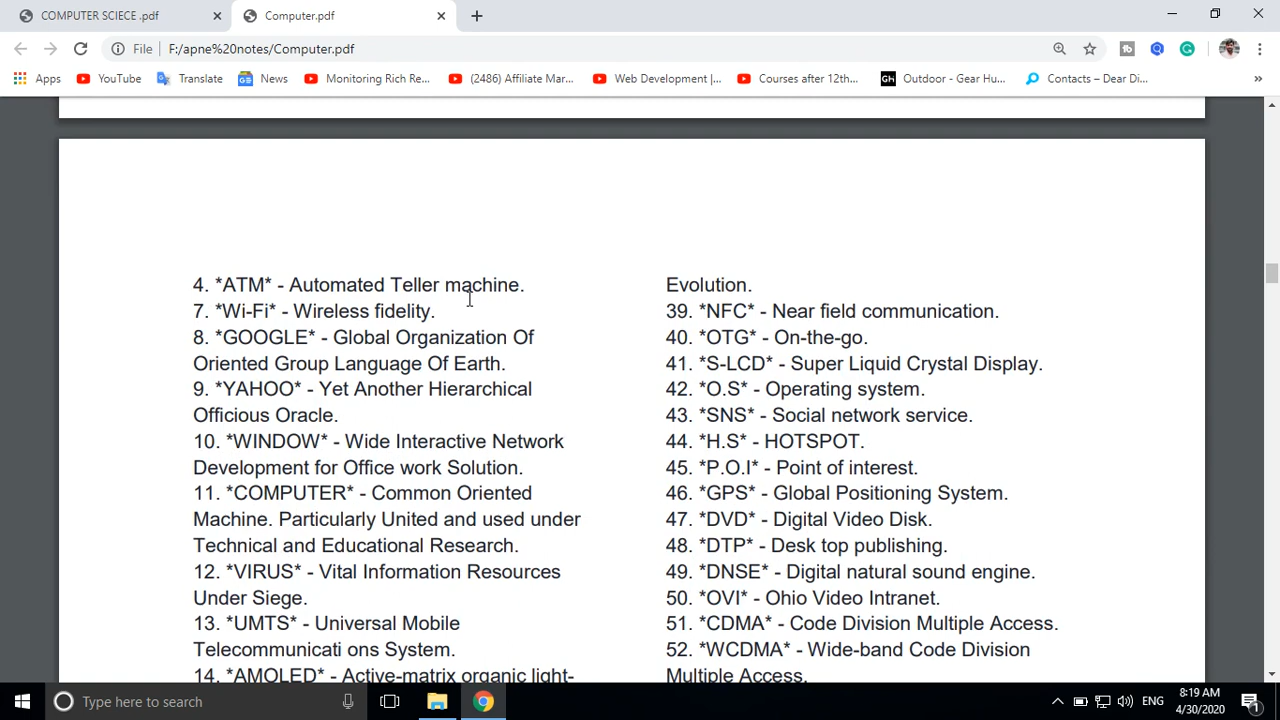 COMPUTER SCIECE .pdf
Computer.pdf
File
F:/apne%20notes/Computer.pdf
Apps
YouTube
Translate
News
Monitoring Rich Re...
(2486) Affiliate Mar...
Web Development |...
Courses after 12th...
GH
Outdoor - Gear Hu...
Contacts – Dear Di...
»
4. *ATM* - Automated Teller machine.
7. *Wi-Fi* - Wireless fidelity.
8. *GOOGLE* - Global Organization Of
Oriented Group Language Of Earth.
9. *YAHOO* - Yet Another Hierarchical
Officious Oracle.
10. *WINDOW* - Wide Interactive Network
Development for Office work Solution.
11. *COMPUTER* - Common Oriented
Machine. Particularly United and used under
Technical and Educational Research.
12. *VIRUS* - Vital Information Resources
Under Siege.
13. *UMTS* - Universal Mobile
Telecommunicati ons System.
14. *AMOLED* - Active-matrix organic light-
Evolution.
39. *NFC* - Near field communication.
40. *OTG* - On-the-go.
41. *S-LCD* - Super Liquid Crystal Display.
42. *O.S* - Operating system.
43. *SNS* - Social network service.
44. *H.S* - HOTSPOT.
45. *P.O.I* - Point of interest.
46. *GPS* - Global Positioning System.
47. *DVD* - Digital Video Disk.
48. *DTP* - Desk top publishing.
49. *DNSE* - Digital natural sound engine.
50. *OVI* - Ohio Video Intranet.
51. *CDMA* - Code Division Multiple Access.
52. *WCDMA* - Wide-band Code Division
Multiple Access.
Type here to search
ENG
8:19 AM
4/30/2020
1